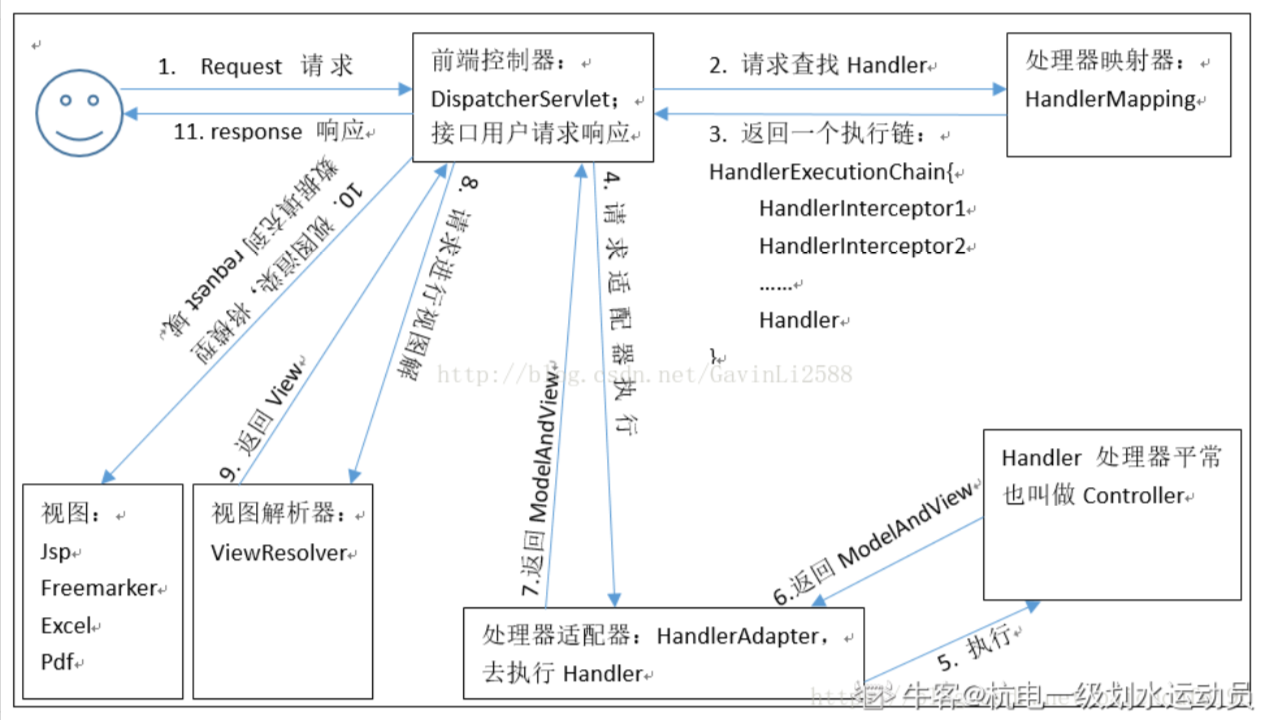 1. Request 请求
11. response 响应
前端控制器：
DispatcherServlet；
接口用户请求响应
2. 请求查找 Handler
3. 返回一个执行链：
HandlerExecutionChain{
HandlerInterceptor1
HandlerInterceptor2
……
Handler
}
处理器映射器：
HandlerMapping
10. 视图渲染，将模型
数据填充到 request 域。
9. 返回 View
8. 请求进行视图解
7.返回 ModelAndView
4. 请求适配器执行
http://blog.csdn.net/GavinLi2588
Handler 处理器平常
也叫做 Controller
6.返回 ModelAndView
5. 执行
视图：
Jsp
Freemarker
Excel
Pdf
视图解析器：
ViewResolver
处理器适配器：HandlerAdapter，
去执行 Handler
牛客@杭电一级划水运动员